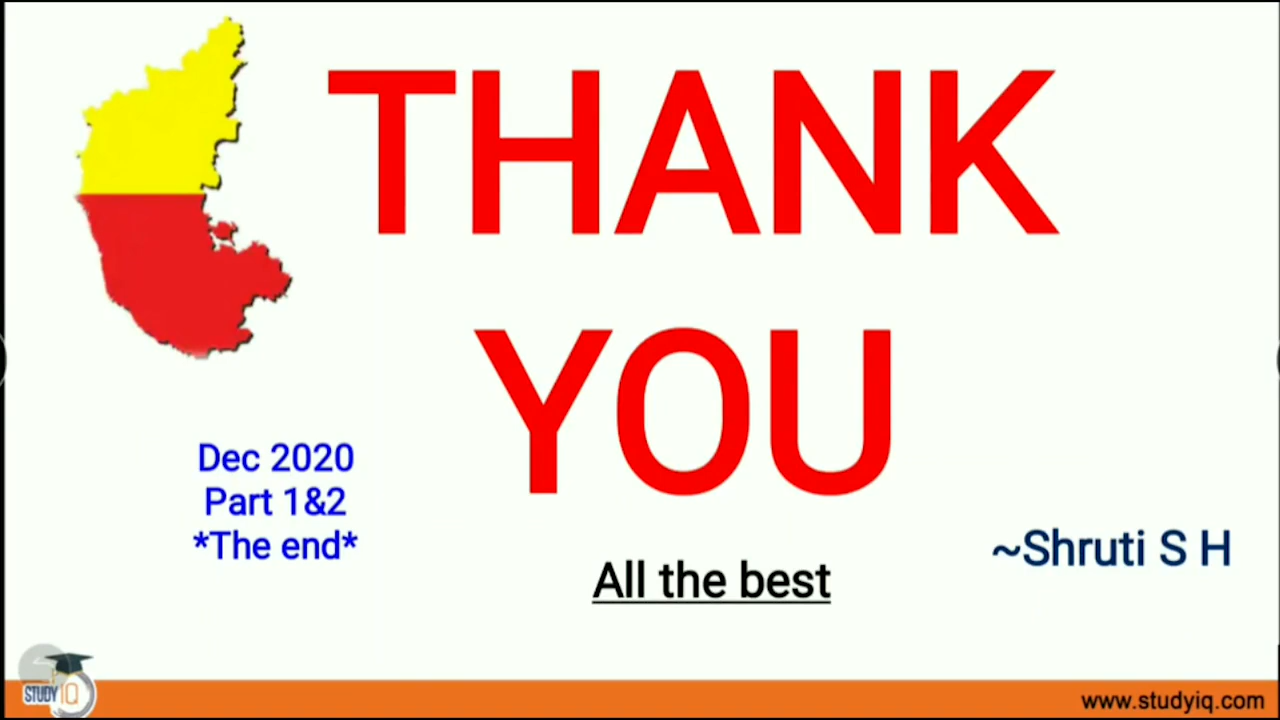 THANK
YOU
Dec 2020
Part 1&2
*The end*
~Shruti S H
All the best
STUDY IQ
www.studyiq.com